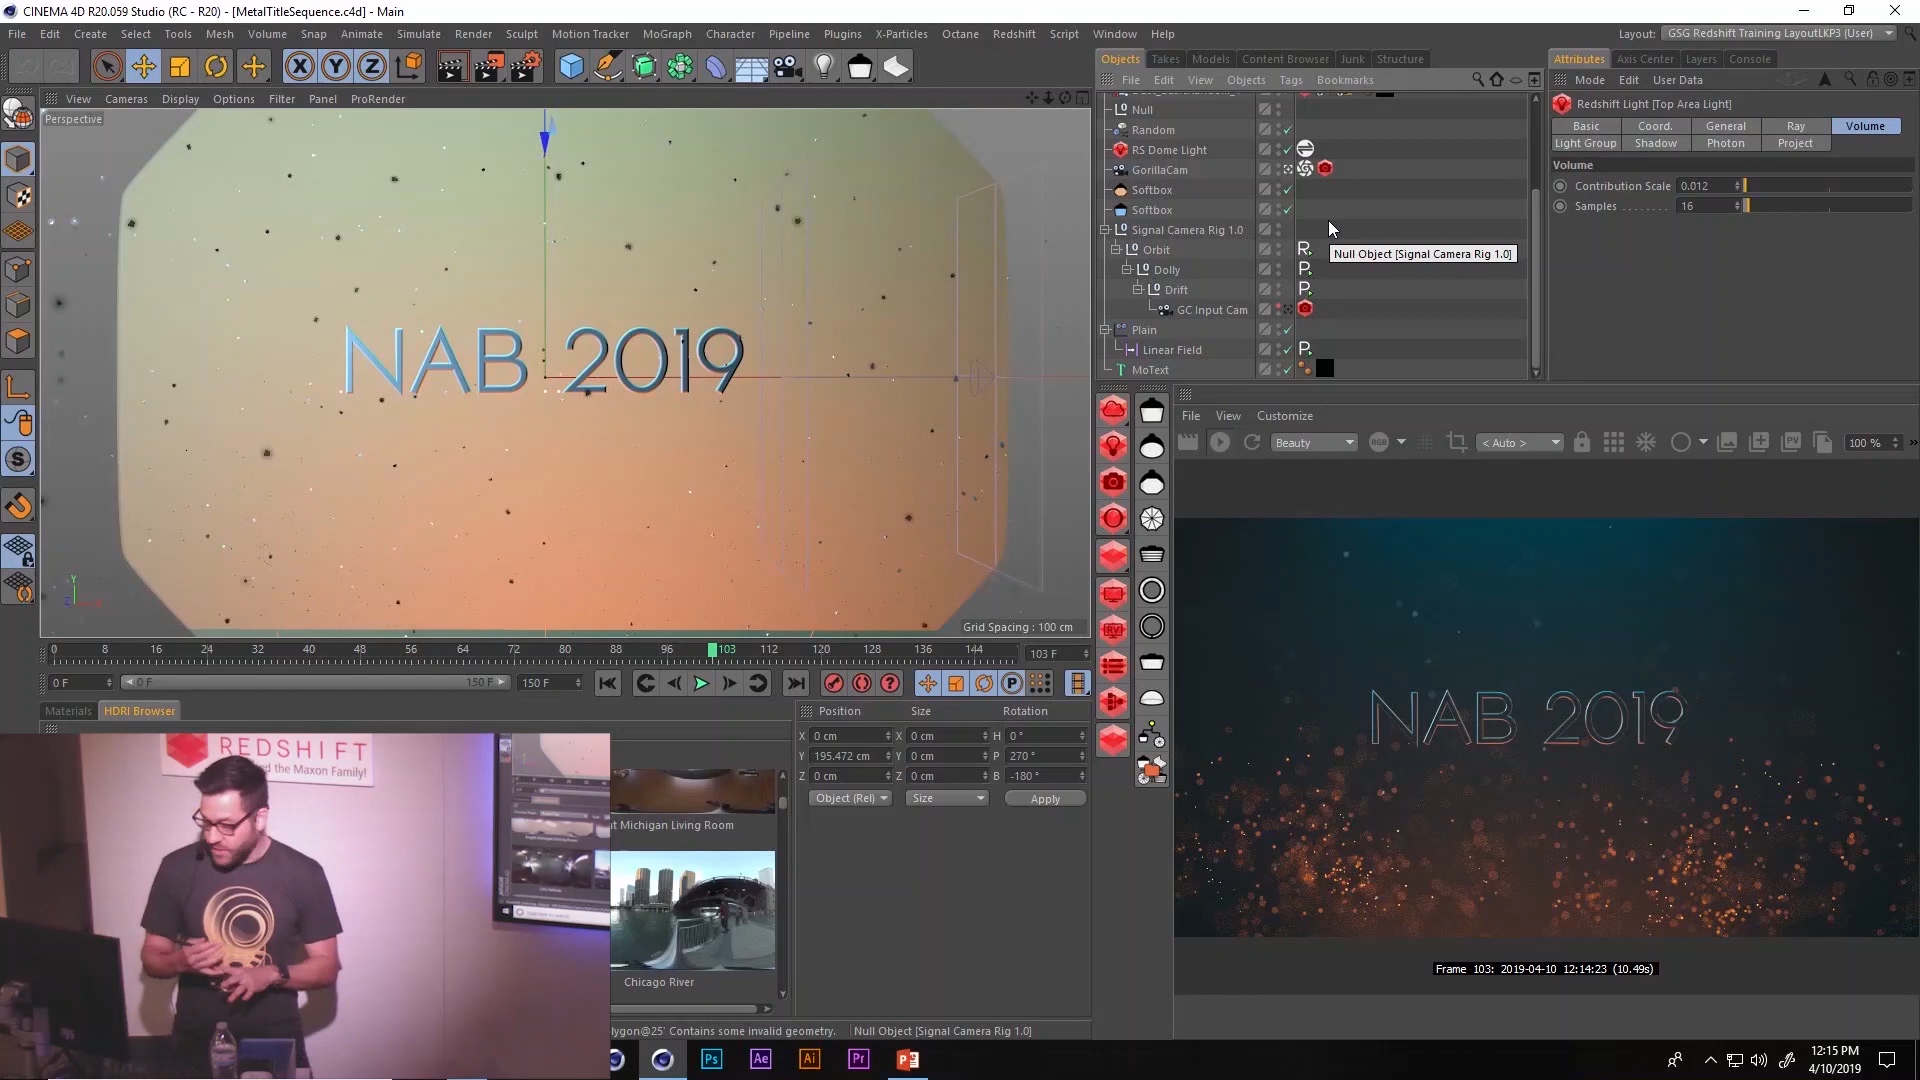 CINEMA 4D R20.059 Studio (RC - R20) - [MetalTitleSequence.c4d] - Main
File Edit Create Select Tools Mesh Volume Snap Animate Simulate Render Sculpt Motion Tracker MoGraph Character Pipeline Plugins X-Particles Octane Redshift Script Window Help
Layout: GSG Redshift Training LayoutLKP3 (User)
View Cameras Display Options Filter Panel ProRender
Perspective
NAB 2019
Grid Spacing : 100 cm
0 8 16 24 32 40 48 56 64 72 80 88 96 103 112 120 128 136 144
103 F
0 F
0 F
150 F
150 F
Materials HDRI Browser
Objects Takes Models Content Browser Junk Structure
File Edit View Objects Tags Bookmarks
Null
Random
RS Dome Light
GorillaCam
Softbox
Softbox
Signal Camera Rig 1.0
Orbit
Dolly
Drift
GC Input Cam
Plain
Linear Field
MoText
Null Object [Signal Camera Rig 1.0]
Attributes Axis Center Layers Console
Mode Edit User Data
Redshift Light [Top Area Light]
Basic Coord. General Ray Volume
Light Group Shadow Photon Project
Volume
Contribution Scale 0.012
Samples 16
File View Customize
Beauty
RGB
< Auto >
PV
100 %
NAB 2019
Frame 103: 2019-04-10 12:14:23 (10.49s)
Position Size Rotation
X 0 cm X 0 cm H 0 °
Y 195.472 cm Y 0 cm P 270 °
Z 0 cm Z 0 cm B -180 °
Object (Rel) Size Apply
t Michigan Living Room
Chicago River
REDSHIFT
ed the Maxon Family!
lygon@25' Contains some invalid geometry. Null Object [Signal Camera Rig 1.0]
Ps Ae Ai Pr
12:15 PM
4/10/2019